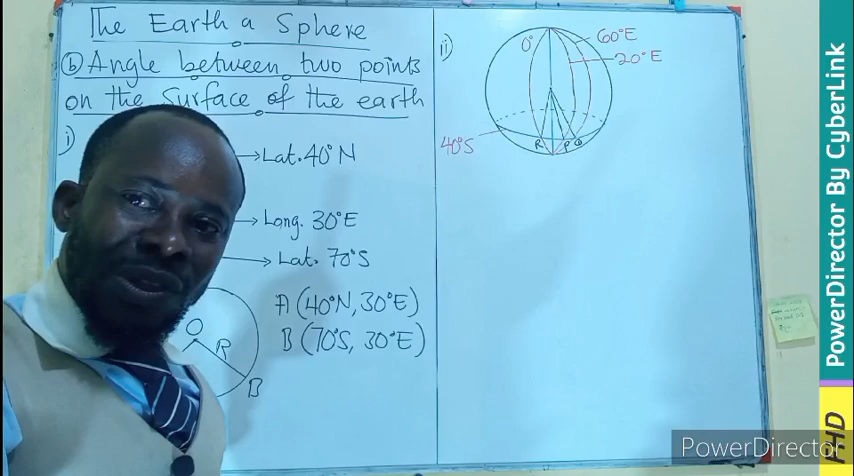 The Earth a Sphere
(b) Angle between two points
on the surface of the earth
i)
Lat. 40°N
Long. 30°E
Lat. 70°S
A (40°N, 30°E)
B (70°S, 30°E)
O
R
B
ii)
0°
60°E
20°E
40°S
R P Q
PowerDirector By CyberLink
PowerDirector